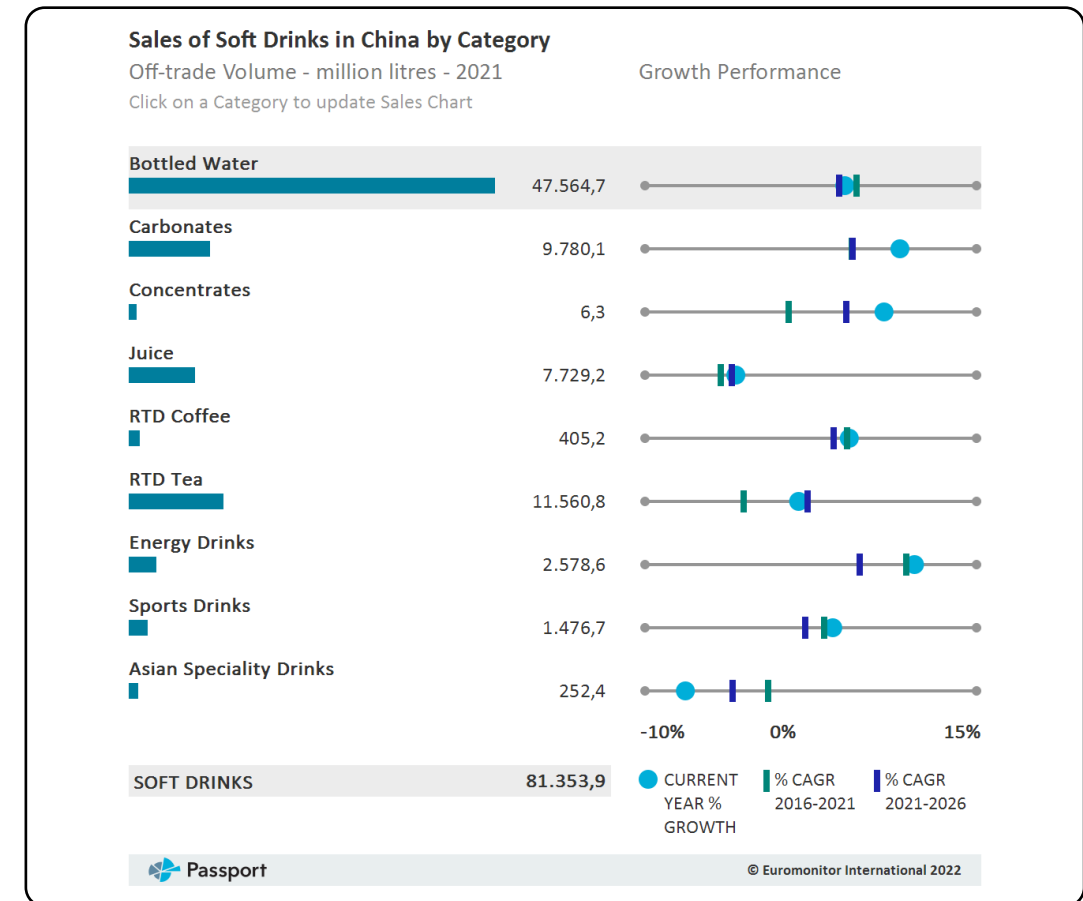 Sales of Soft Drinks in China by Category
Off-trade Volume - million litres - 2021
Growth Performance
Click on a Category to update Sales Chart
Bottled Water
47.564,7
Carbonates
9.780,1
Concentrates
6,3
Juice
7.729,2
RTD Coffee
405,2
RTD Tea
11.560,8
Energy Drinks
2.578,6
Sports Drinks
1.476,7
Asian Speciality Drinks
252,4
-10% 0% 15%
SOFT DRINKS 81.353,9
CURRENT
YEAR %
GROWTH
% CAGR
2016-2021
% CAGR
2021-2026
Passport
© Euromonitor International 2022